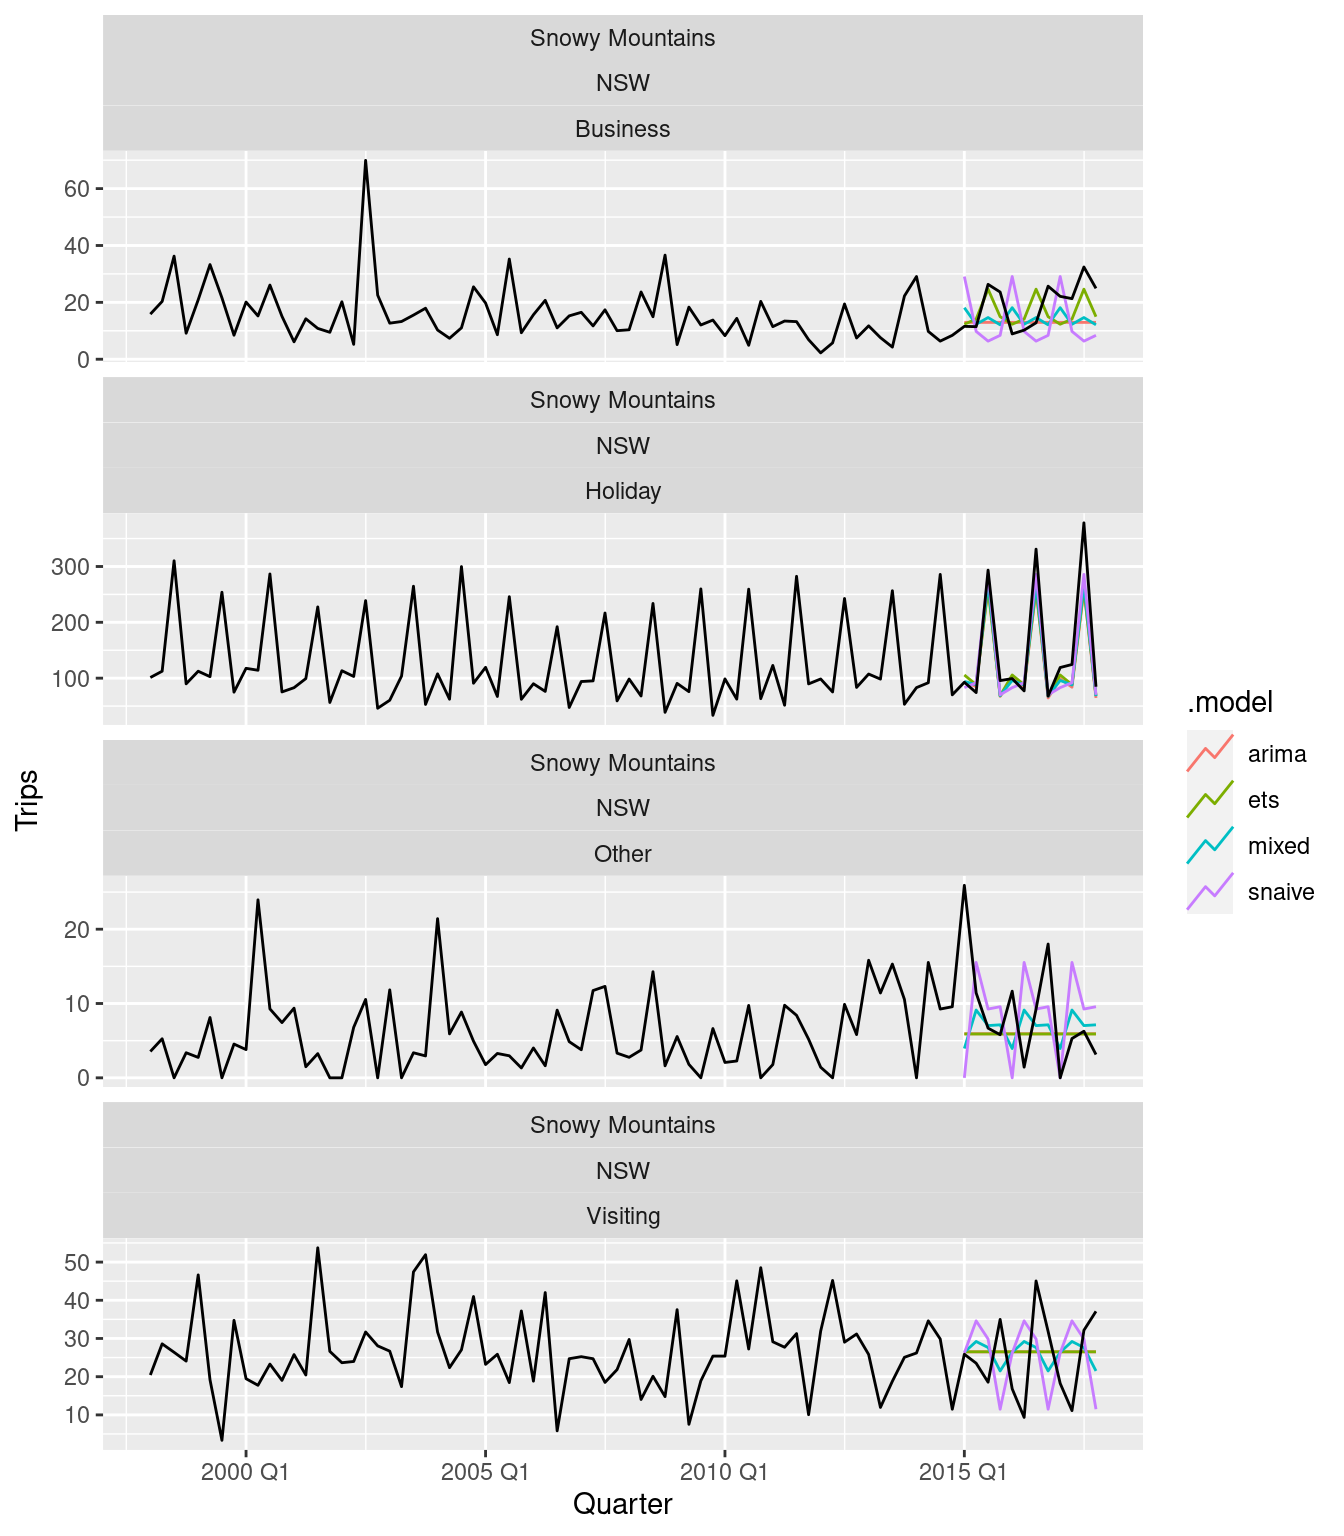 Snowy Mountains
NSW
Business
60
40
20
0
Snowy Mountains
NSW
Holiday
300
200
100
Snowy Mountains
NSW
Other
20
10
0
Snowy Mountains
NSW
Visiting
50
40
30
20
10
2000 Q1 2005 Q1 2010 Q1 2015 Q1
Quarter
Trips
.model
arima
ets
mixed
snaive